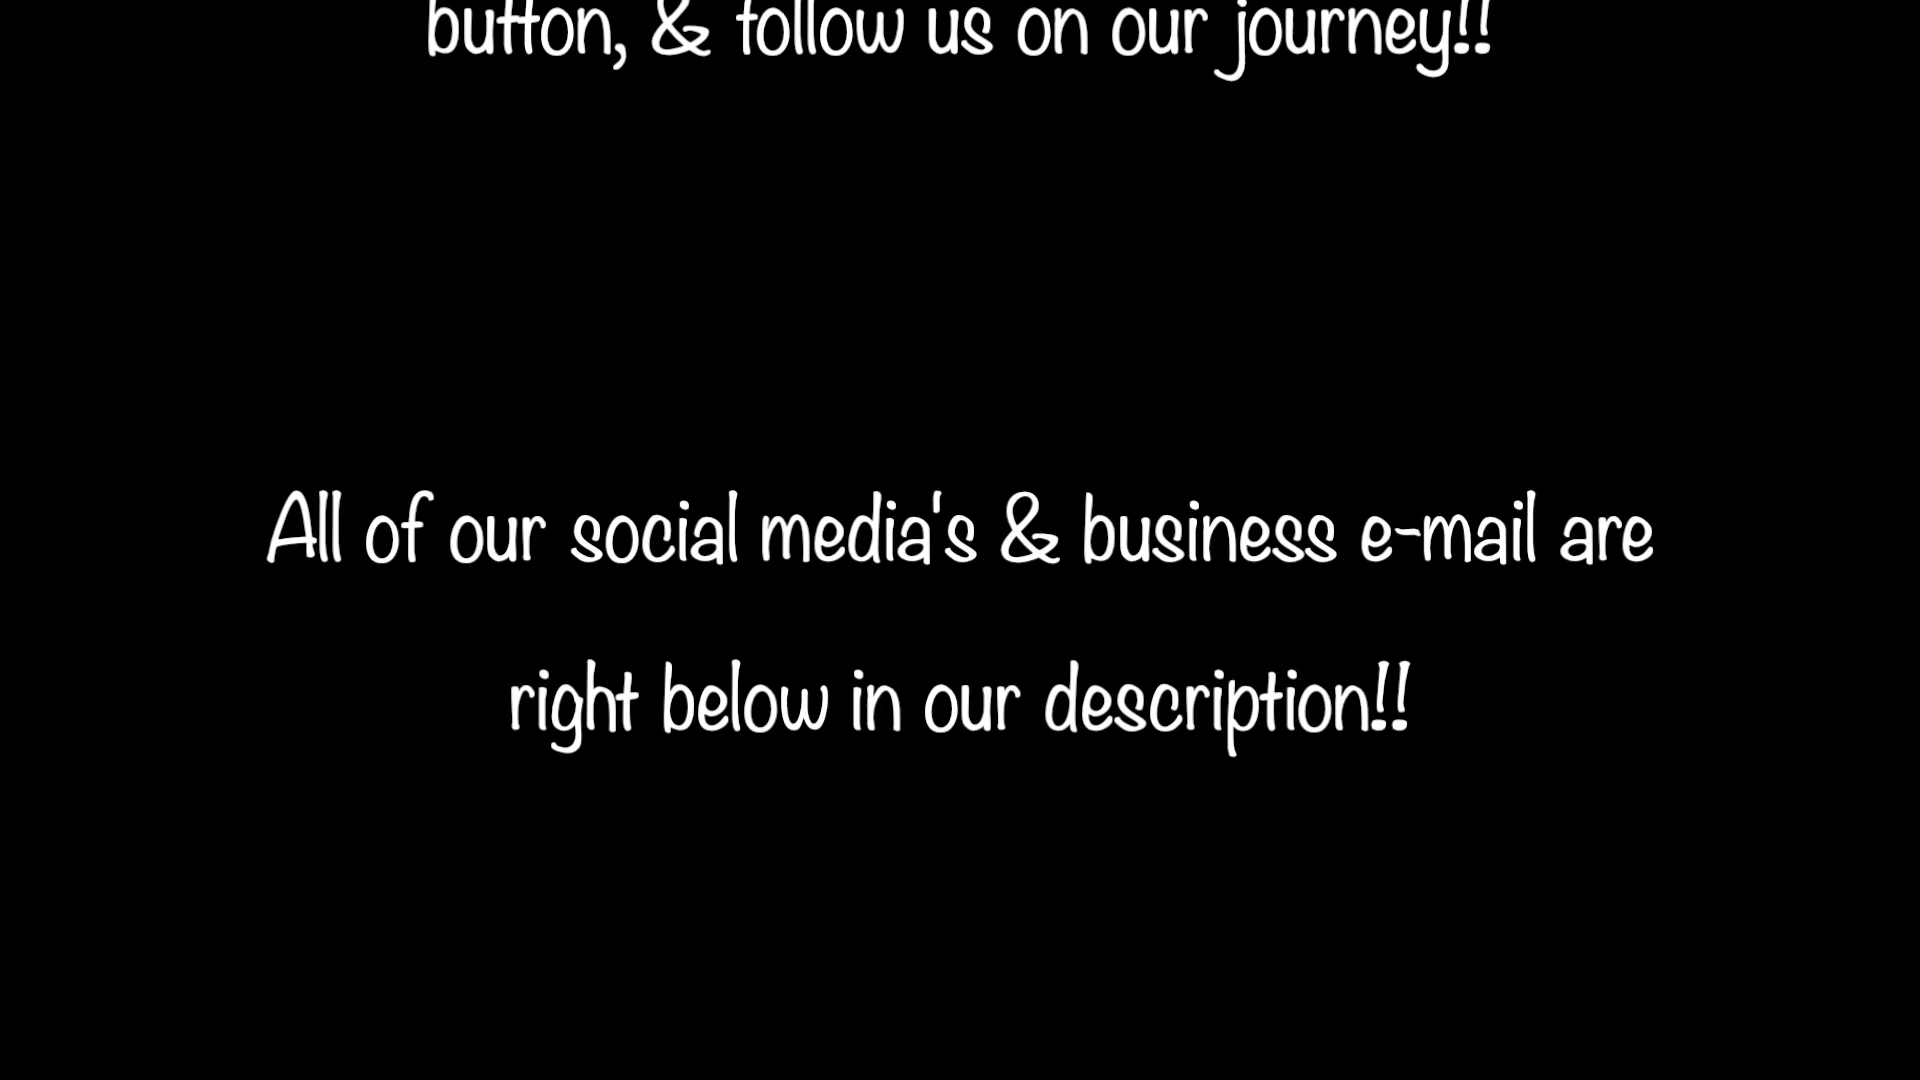 button, & follow us on our journey!!
All of our social media's & business e-mail are
right below in our description!!